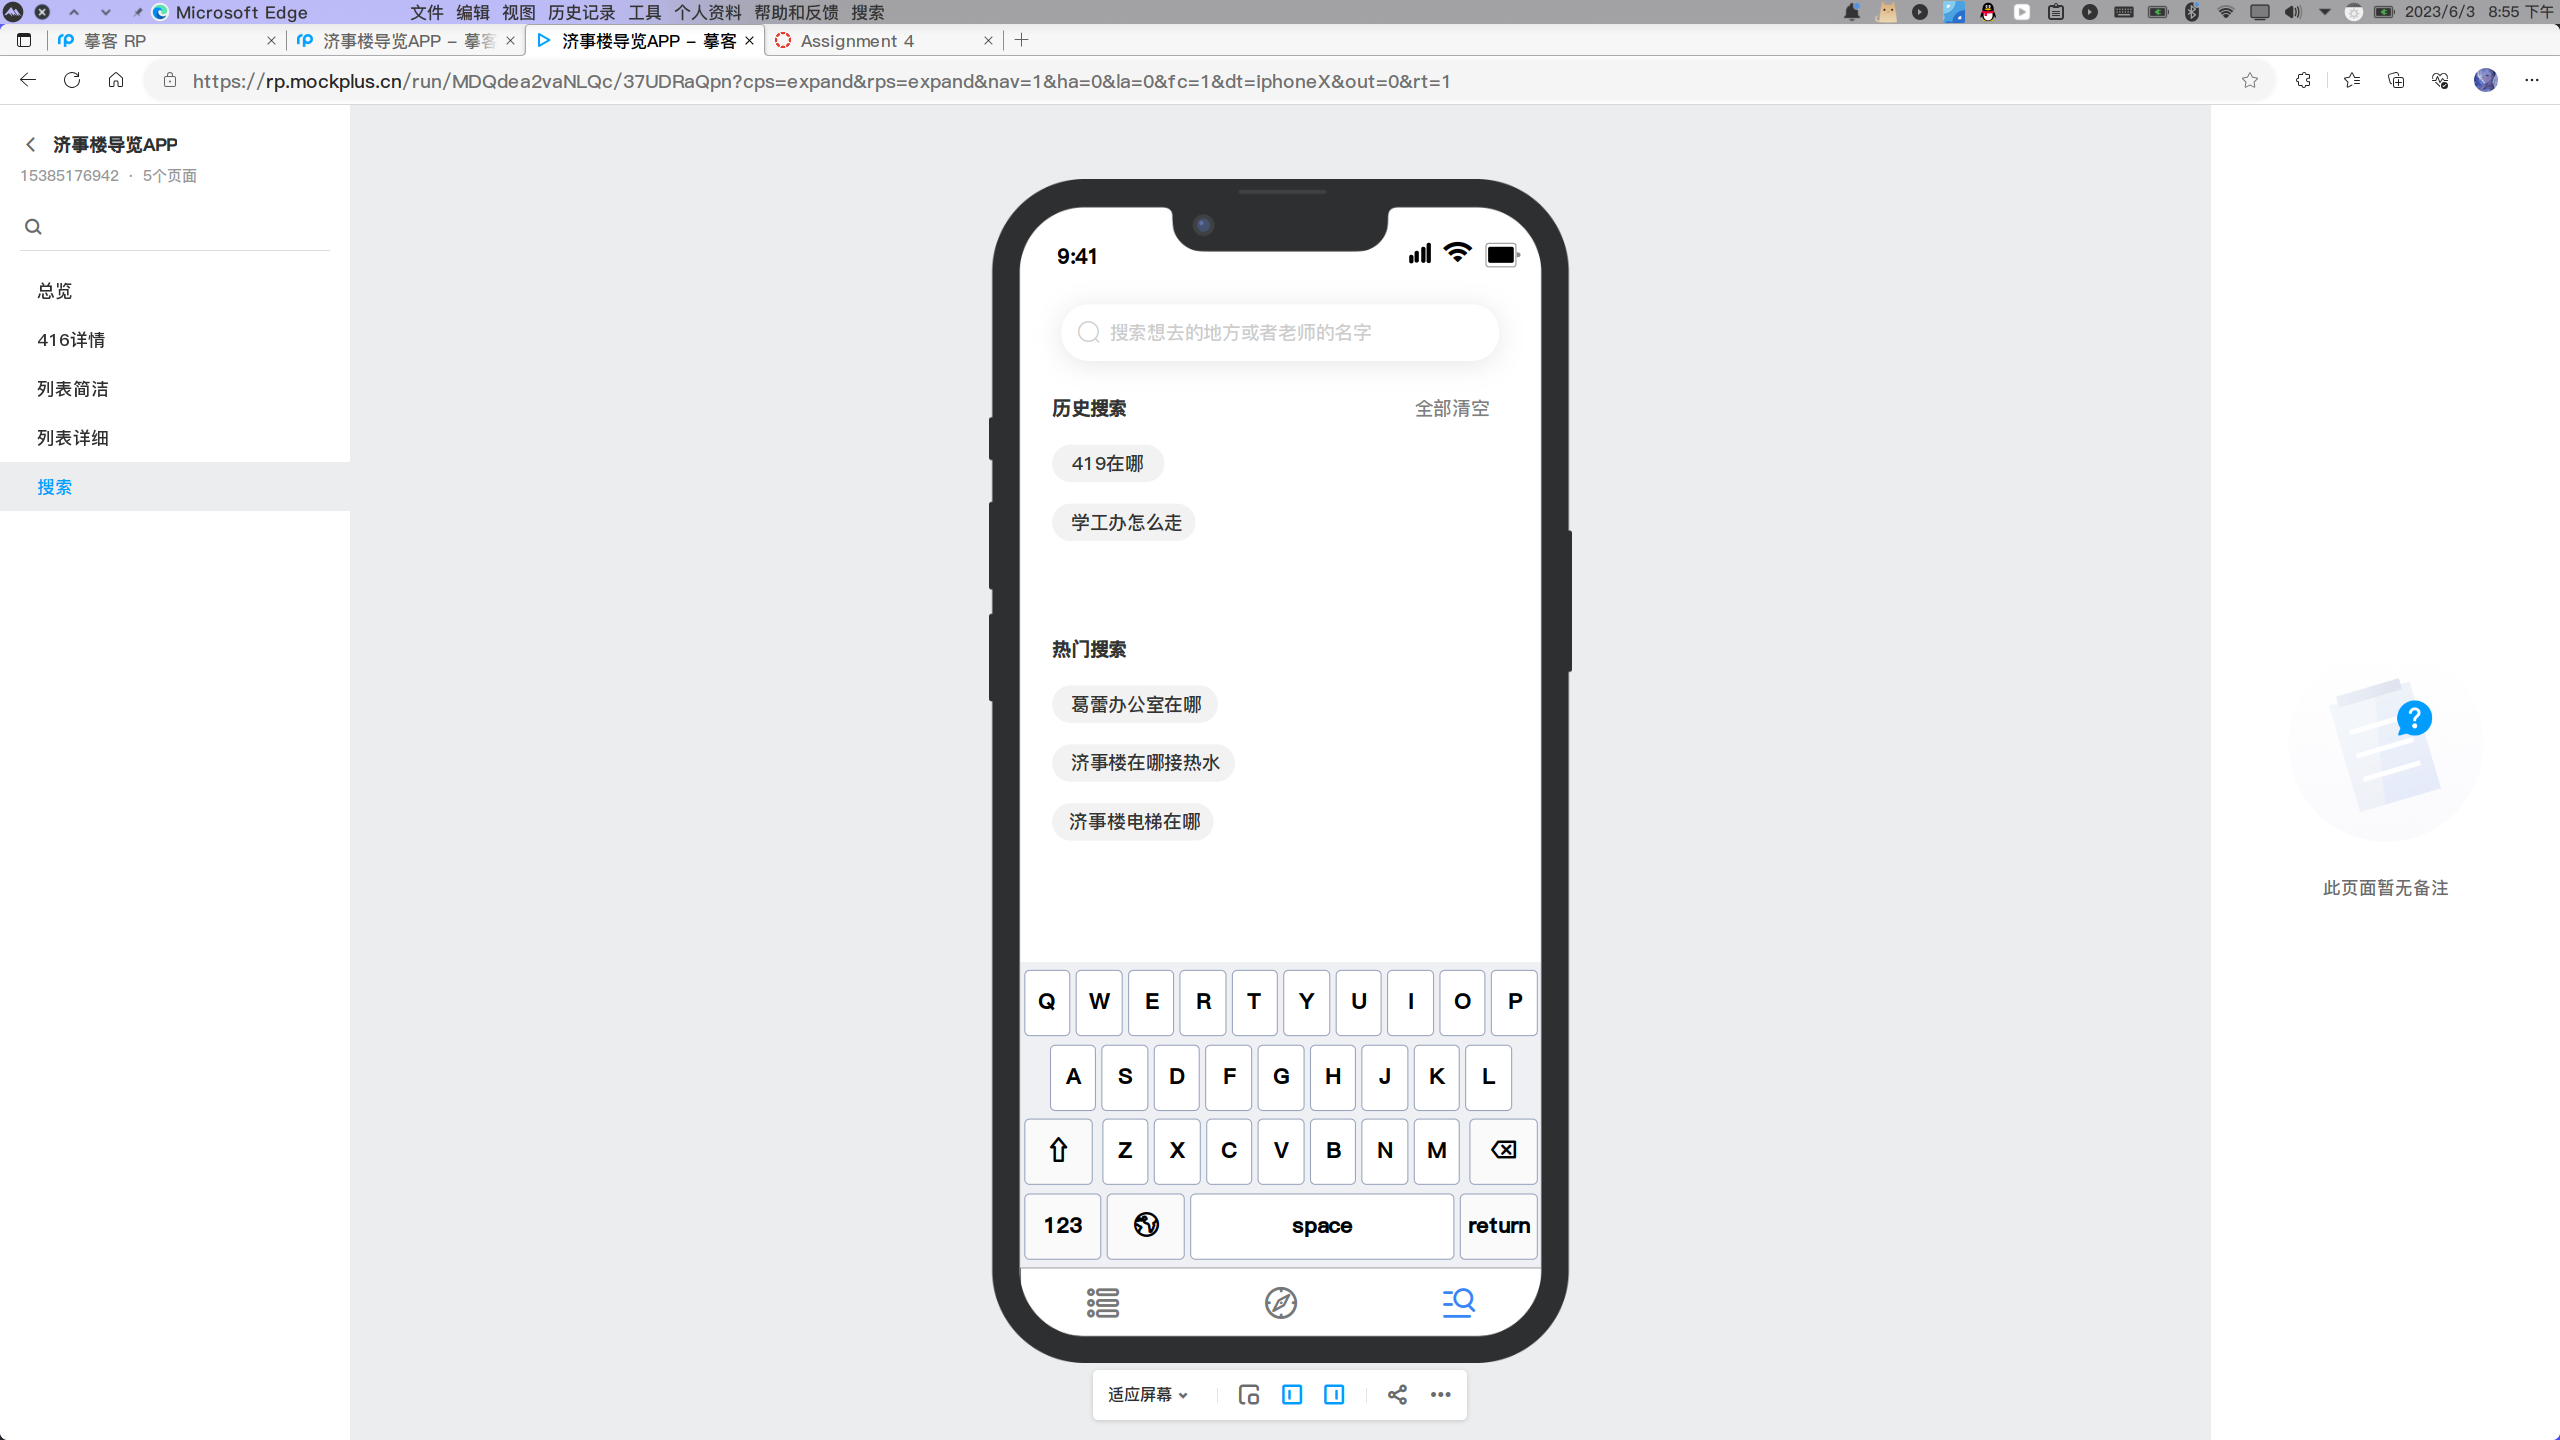 Microsoft Edge 文件 编辑 视图 历史记录 工具 个人资料 帮助和反馈 搜索 2023/6/3 8:55 下午
摹客 RP 济事楼导览APP - 摹客 济事楼导览APP - 摹客 Assignment 4
https://rp.mockplus.cn/run/MDQdea2vaNLQc/37UDRaQpn?cps=expand&rps=expand&nav=1&ha=0&la=0&fc=1&dt=iphoneX&out=0&rt=1
济事楼导览APP
15385176942 · 5个页面
总览
416详情
列表简洁
列表详细
搜索
9:41
搜索想去的地方或者老师的名字
历史搜索 全部清空
419在哪
学工办怎么走
热门搜索
葛蕾办公室在哪
济事楼在哪接热水
济事楼电梯在哪
Q W E R T Y U I O P
A S D F G H J K L
Z X C V B N M
123 space return
适应屏幕
此页面暂无备注